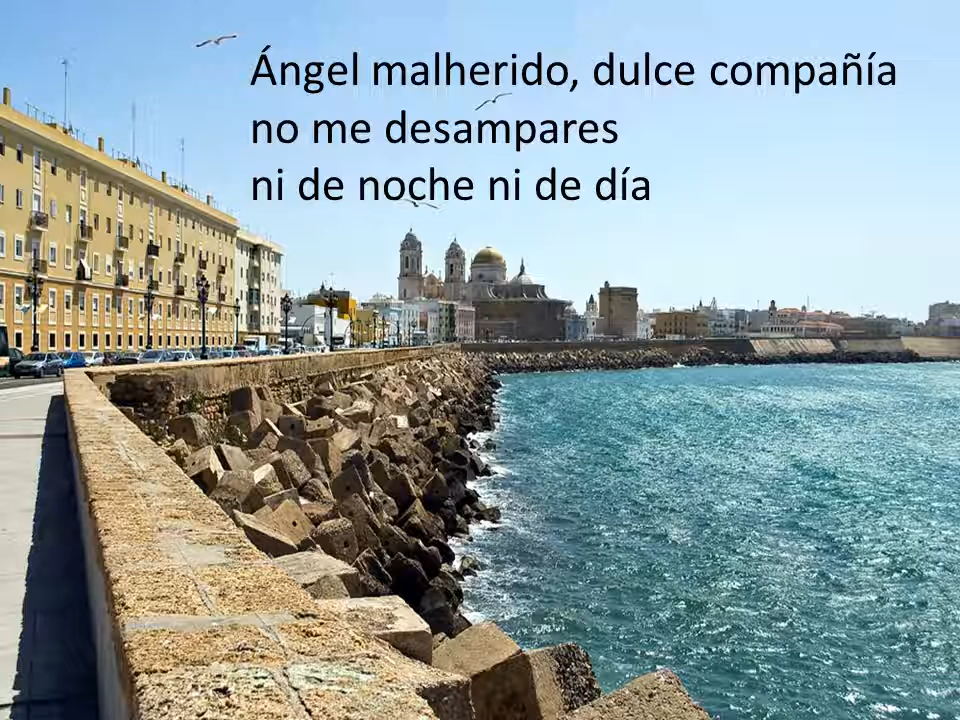 Ángel malherido, dulce compañía
no me desampares
ni de noche ni de día